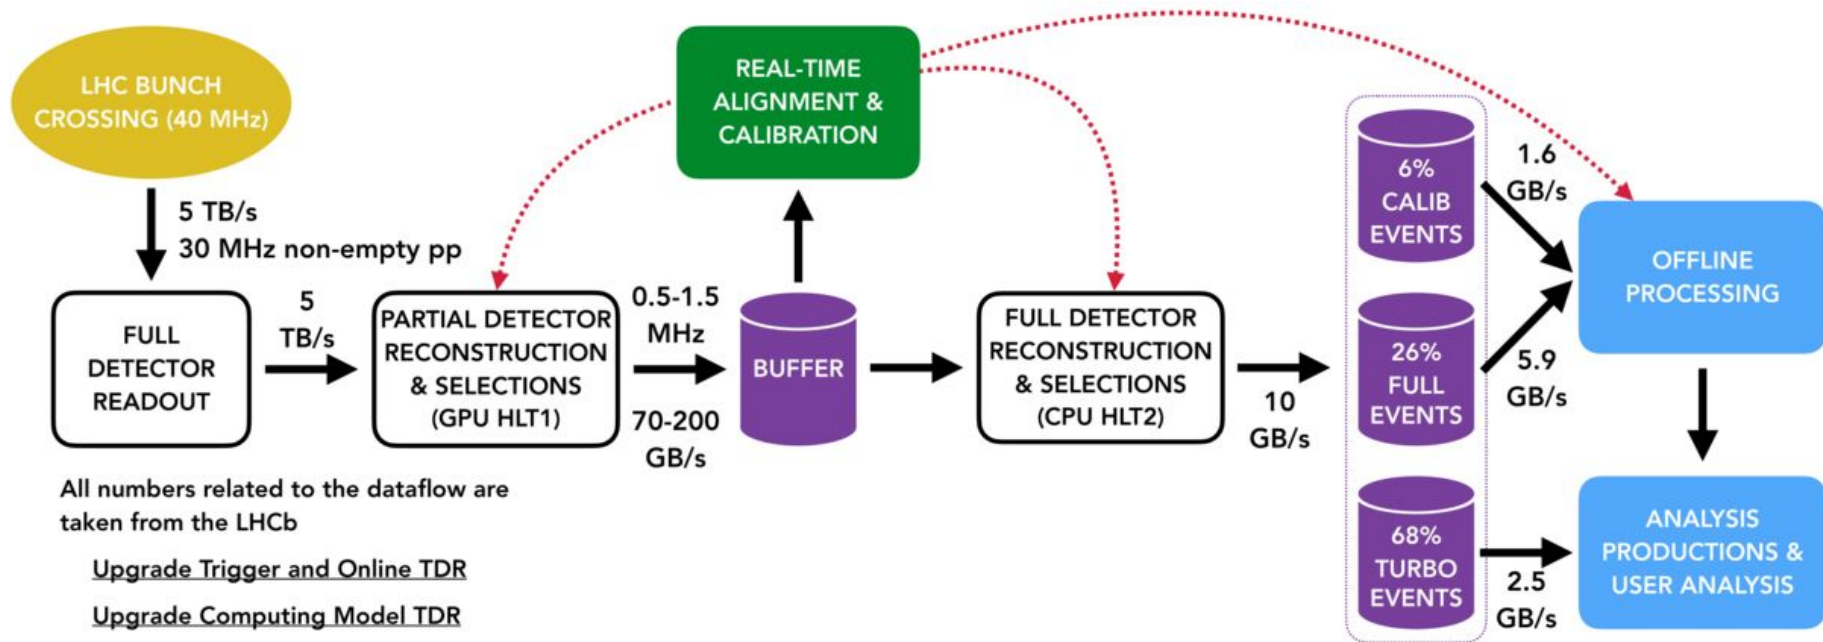 LHC BUNCH
CROSSING (40 MHz)
5 TB/s
30 MHz non-empty pp
FULL
DETECTOR
READOUT
5
TB/s
PARTIAL DETECTOR
RECONSTRUCTION
& SELECTIONS
(GPU HLT1)
0.5-1.5
MHz
70-200
GB/s
REAL-TIME
ALIGNMENT &
CALIBRATION
BUFFER
FULL DETECTOR
RECONSTRUCTION
& SELECTIONS
(CPU HLT2)
10
GB/s
6%
CALIB
EVENTS
1.6
GB/s
26%
FULL
EVENTS
5.9
GB/s
68%
TURBO
EVENTS
2.5
GB/s
OFFLINE
PROCESSING
ANALYSIS
PRODUCTIONS &
USER ANALYSIS
All numbers related to the dataflow are
taken from the LHCb
Upgrade Trigger and Online TDR
Upgrade Computing Model TDR